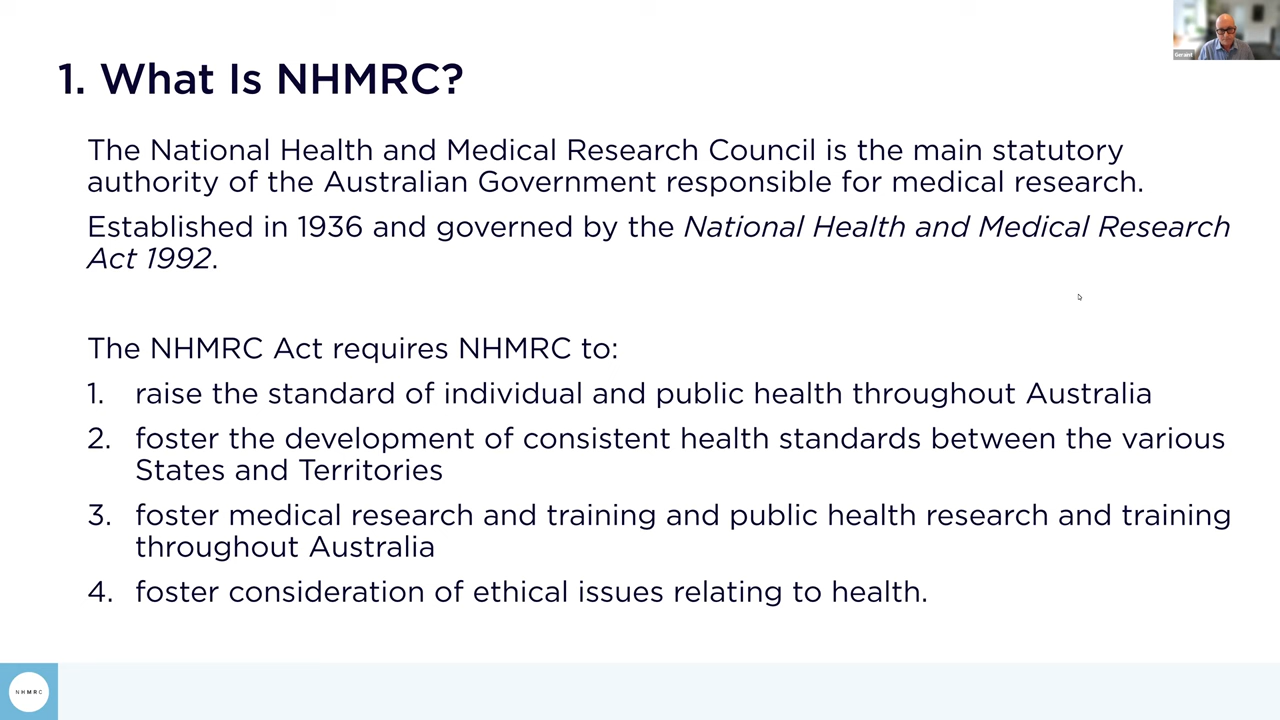 Gerard
1. What Is NHMRC?
The National Health and Medical Research Council is the main statutory
authority of the Australian Government responsible for medical research.
Established in 1936 and governed by the National Health and Medical Research
Act 1992.
The NHMRC Act requires NHMRC to:
1. raise the standard of individual and public health throughout Australia
2. foster the development of consistent health standards between the various
States and Territories
3. foster medical research and training and public health research and training
throughout Australia
4. foster consideration of ethical issues relating to health.
NHMRC